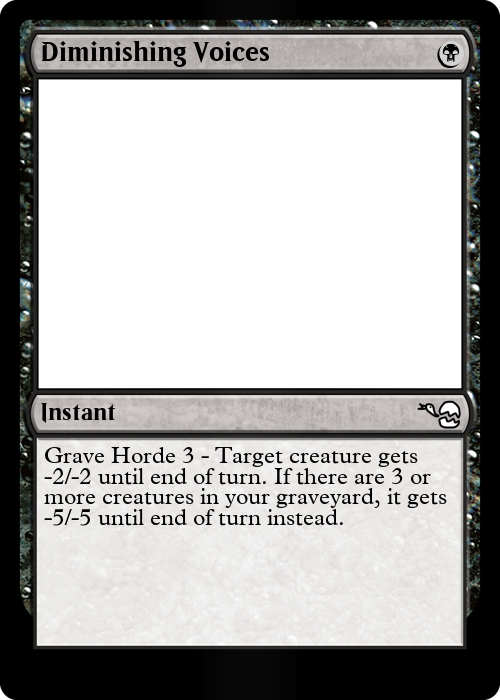 Diminishing Voices
Instant
Grave Horde 3 - Target creature gets
-2/-2 until end of turn. If there are 3 or
more creatures in your graveyard, it gets
-5/-5 until end of turn instead.